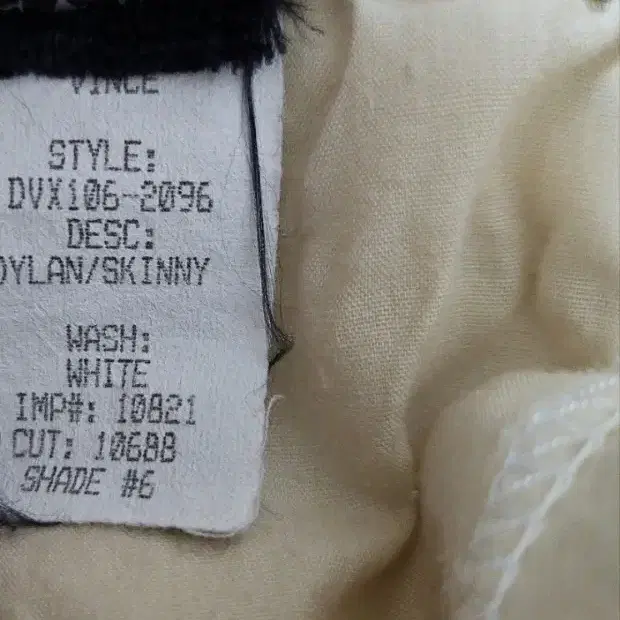 VINCE
STYLE:
DVX106-2096
DESC:
DYLAN/SKINNY
WASH:
WHITE
IMP#: 10821
CUT: 10688
SHADE #6